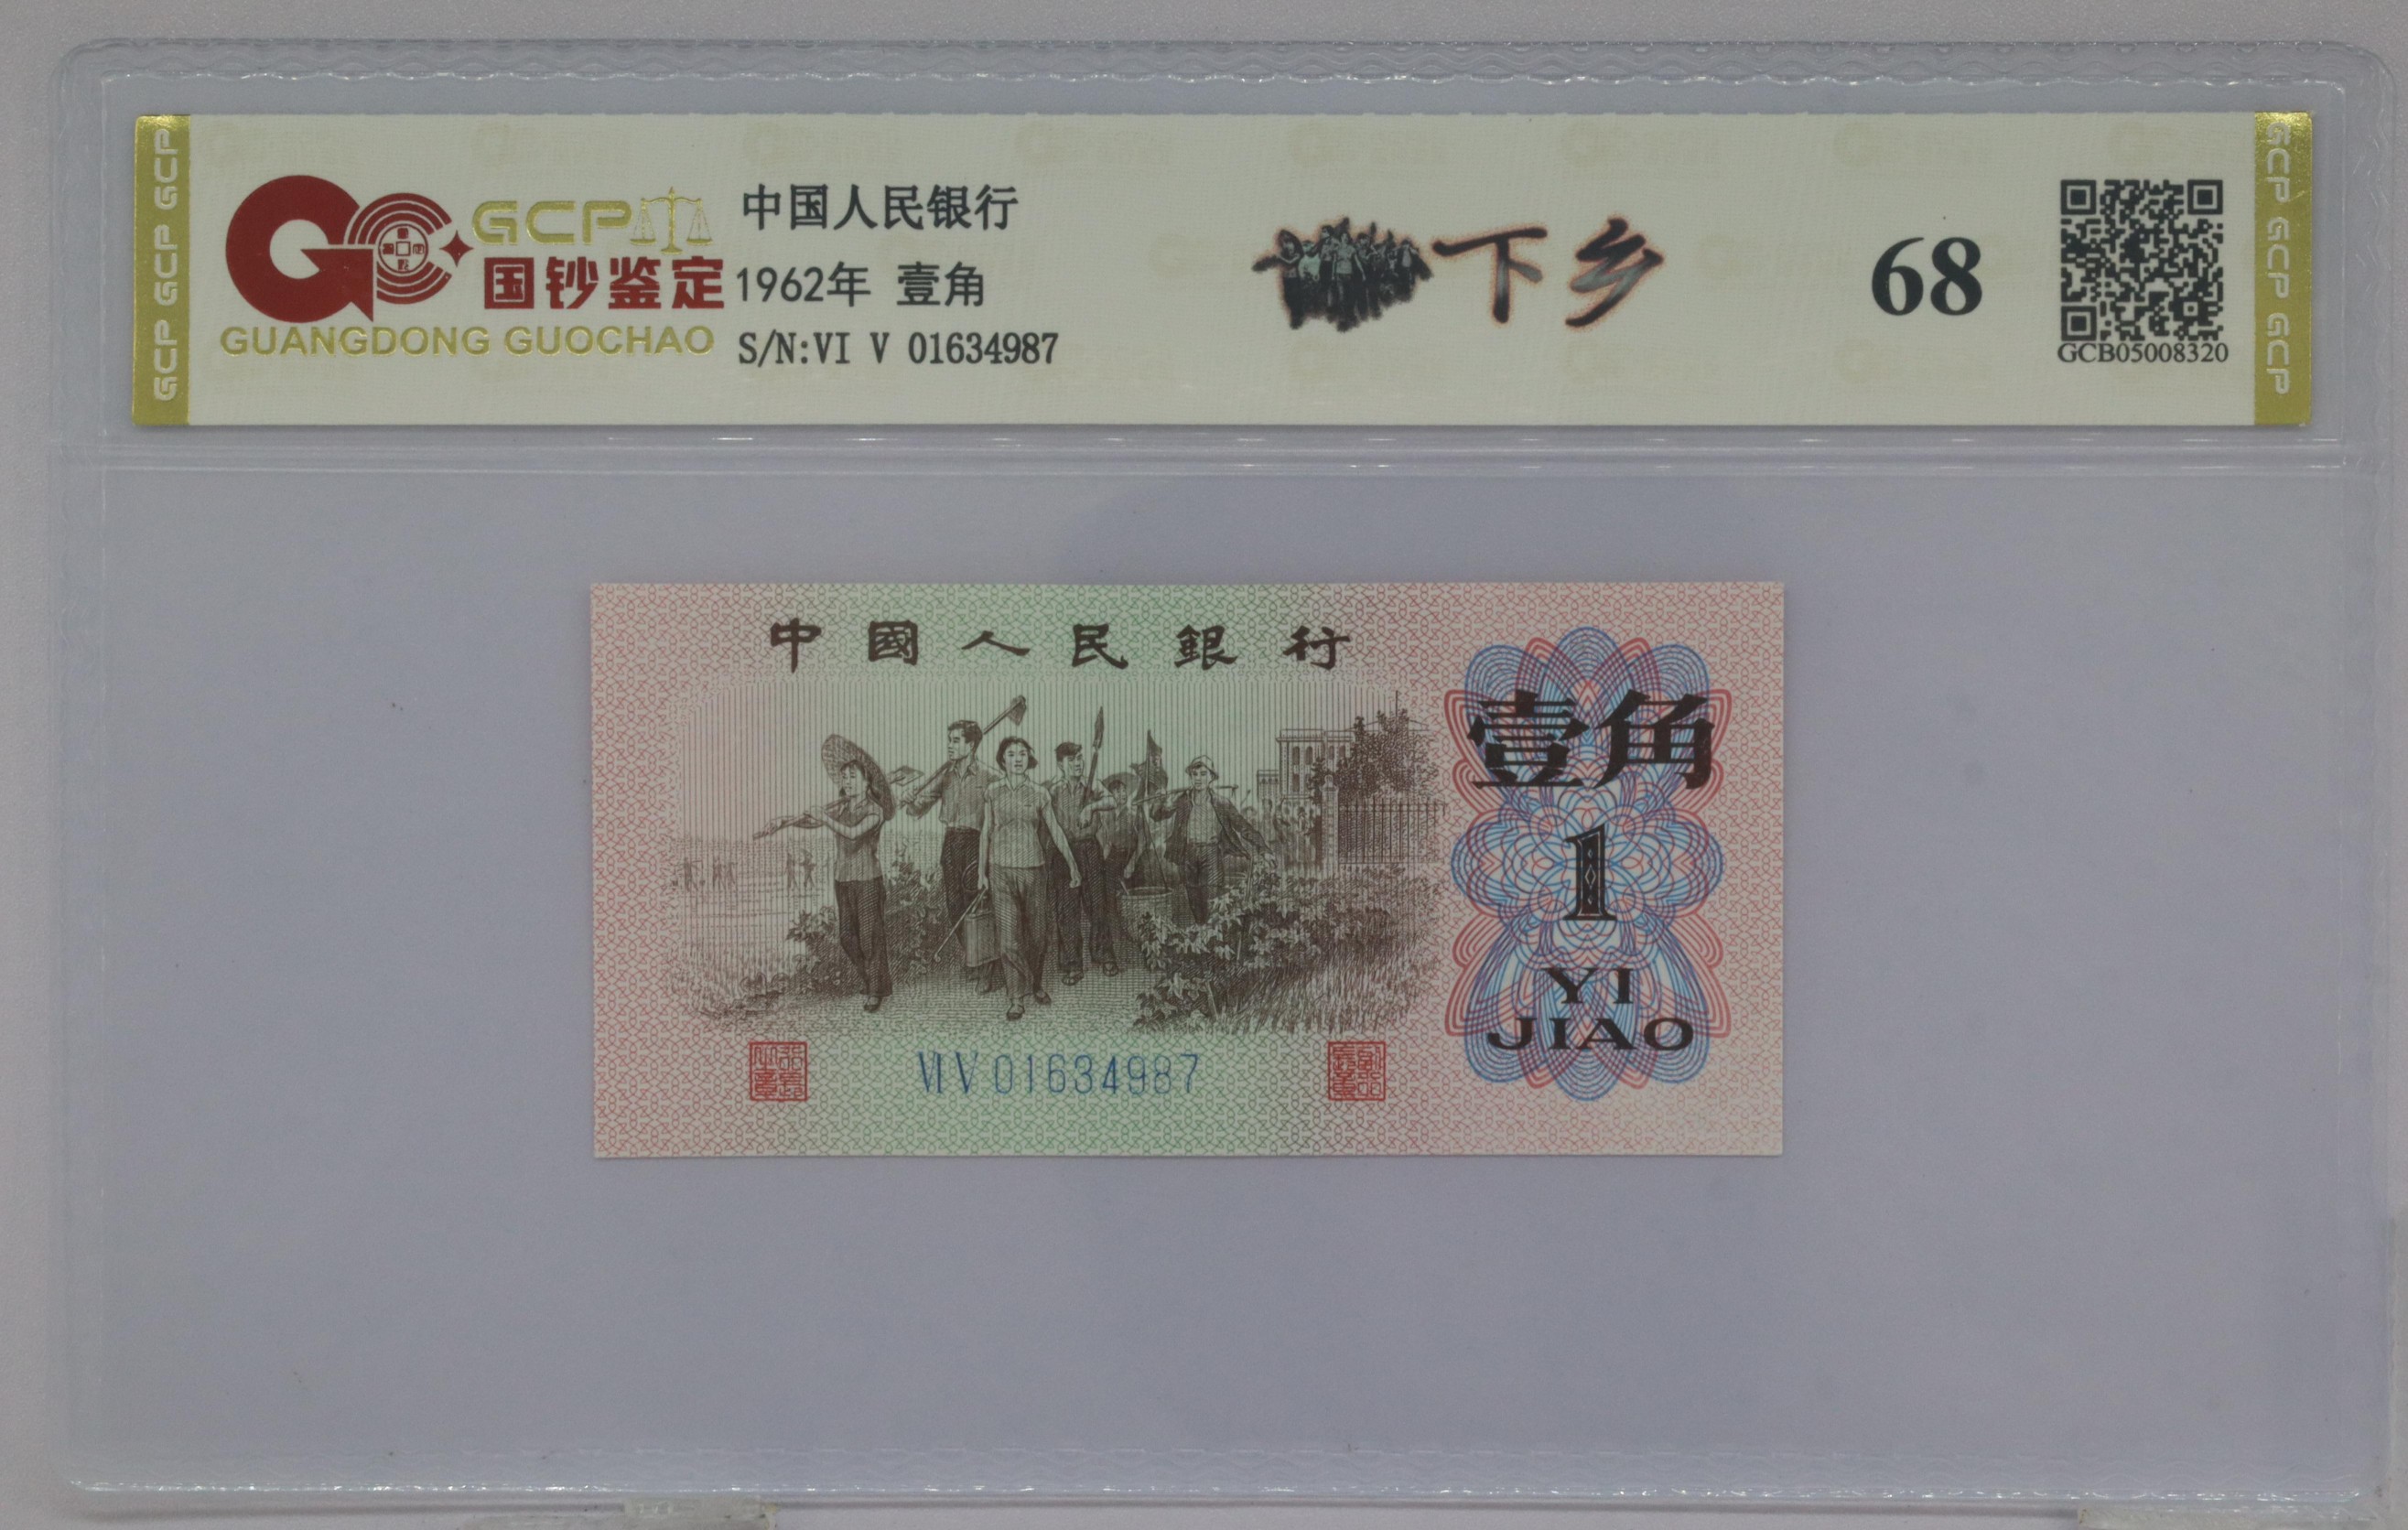 GCP GCP GCP
GCP
国钞鉴定
GUANGDONG GUOCHAO
中国人民银行
1962年 壹角
S/N:VI V 01634987
下乡
68
GCB05008320
GCP GCP GCP
中國人民銀行
壹角
1
YI
JIAO
VI V 01634987